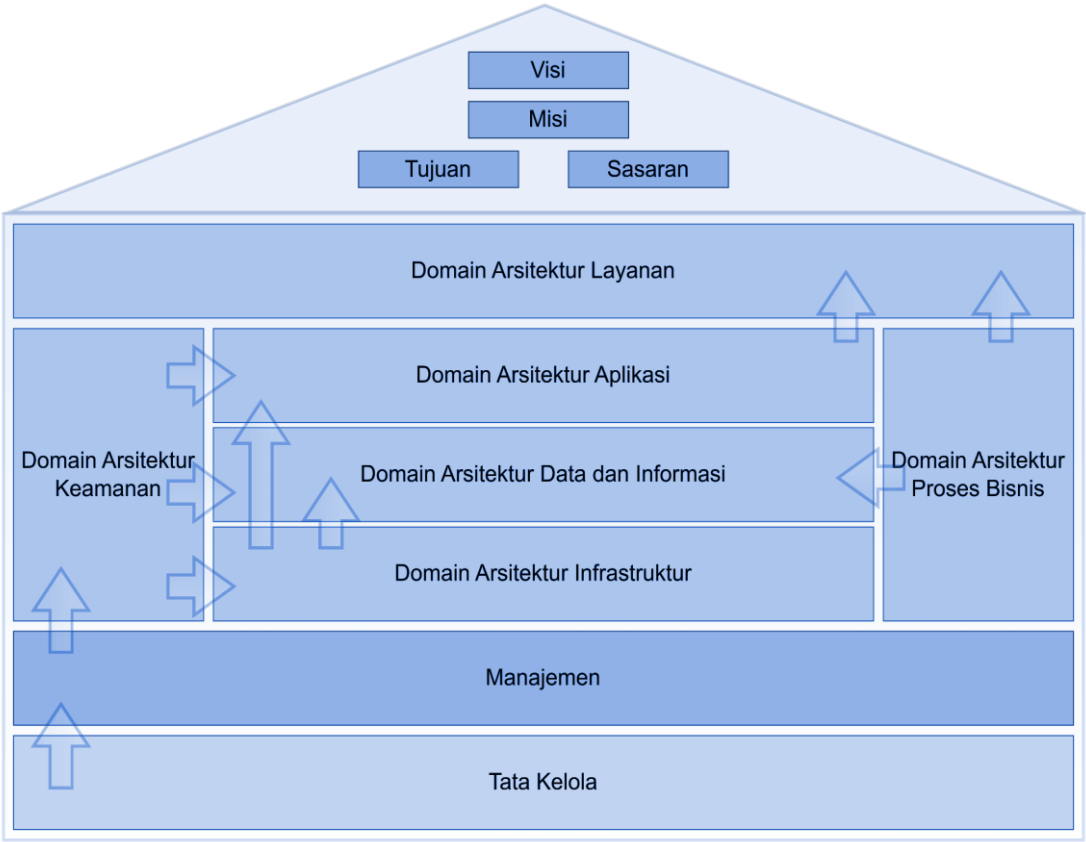 Visi
Misi
Tujuan
Sasaran
Domain Arsitektur Layanan
Domain Arsitektur
Keamanan
Domain Arsitektur Aplikasi
Domain Arsitektur Data dan Informasi
Domain Arsitektur Infrastruktur
Domain Arsitektur
Proses Bisnis
Manajemen
Tata Kelola